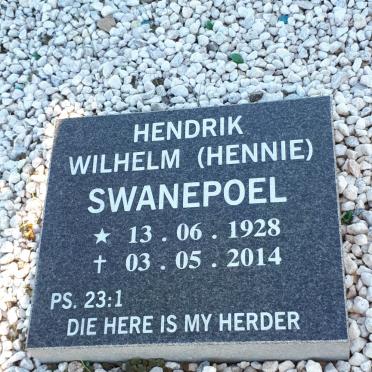 HENDRIK
WILHELM (HENNIE)
SWANEPOEL
★ 13 . 06 . 1928
✝ 03 . 05 . 2014
PS. 23:1
DIE HERE IS MY HERDER